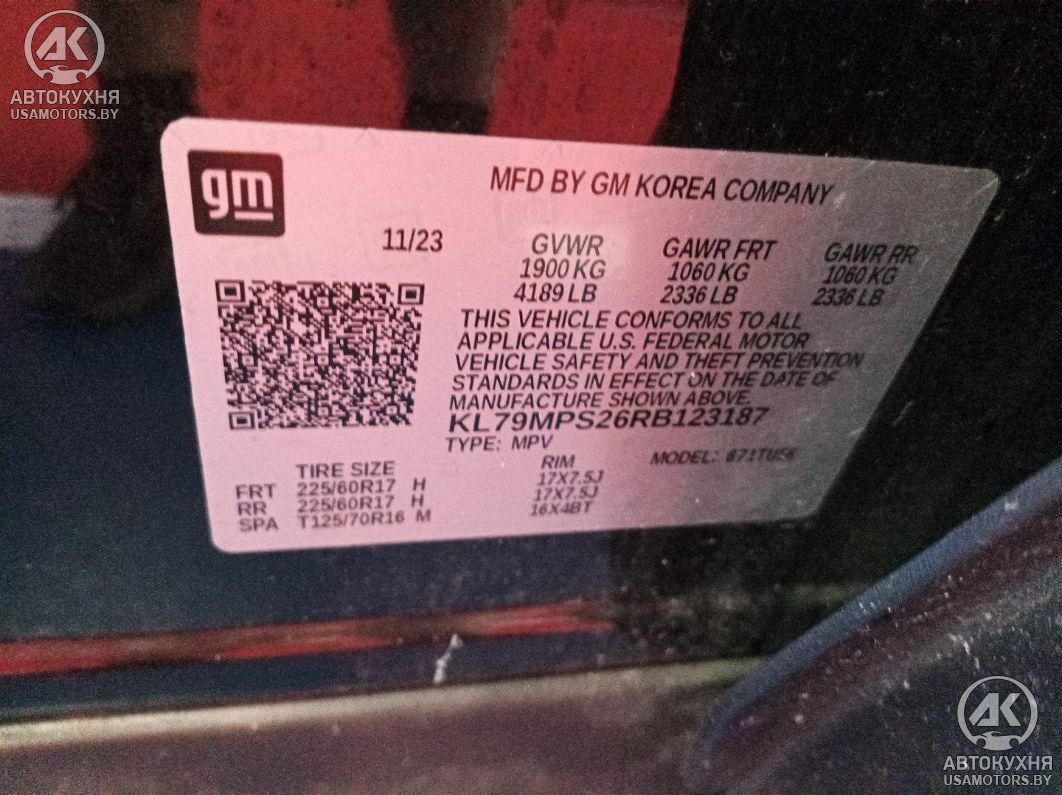 АК
АВТОКУХНЯ
USAMOTORS.BY
gm
MFD BY GM KOREA COMPANY
11/23
GVWR GAWR FRT GAWR RR
1900 KG 1060 KG 1060 KG
4189 LB 2336 LB 2336 LB
THIS VEHICLE CONFORMS TO ALL
APPLICABLE U.S. FEDERAL MOTOR
VEHICLE SAFETY AND THEFT PREVENTION
STANDARDS IN EFFECT ON THE DATE OF
MANUFACTURE SHOWN ABOVE.
KL79MPS26RB123187
TYPE: MPV MODEL:
TIRE SIZE RIM
FRT 225/60R17 H 17X7.5J
RR 225/60R17 H 17X7.5J
SPA T125/70R16 M 16X4BT
АК
АВТОКУХНЯ
USAMOTORS.BY